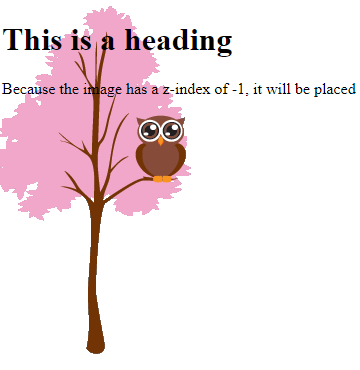 This is a heading
Because the image has a z-index of -1, it will be placed